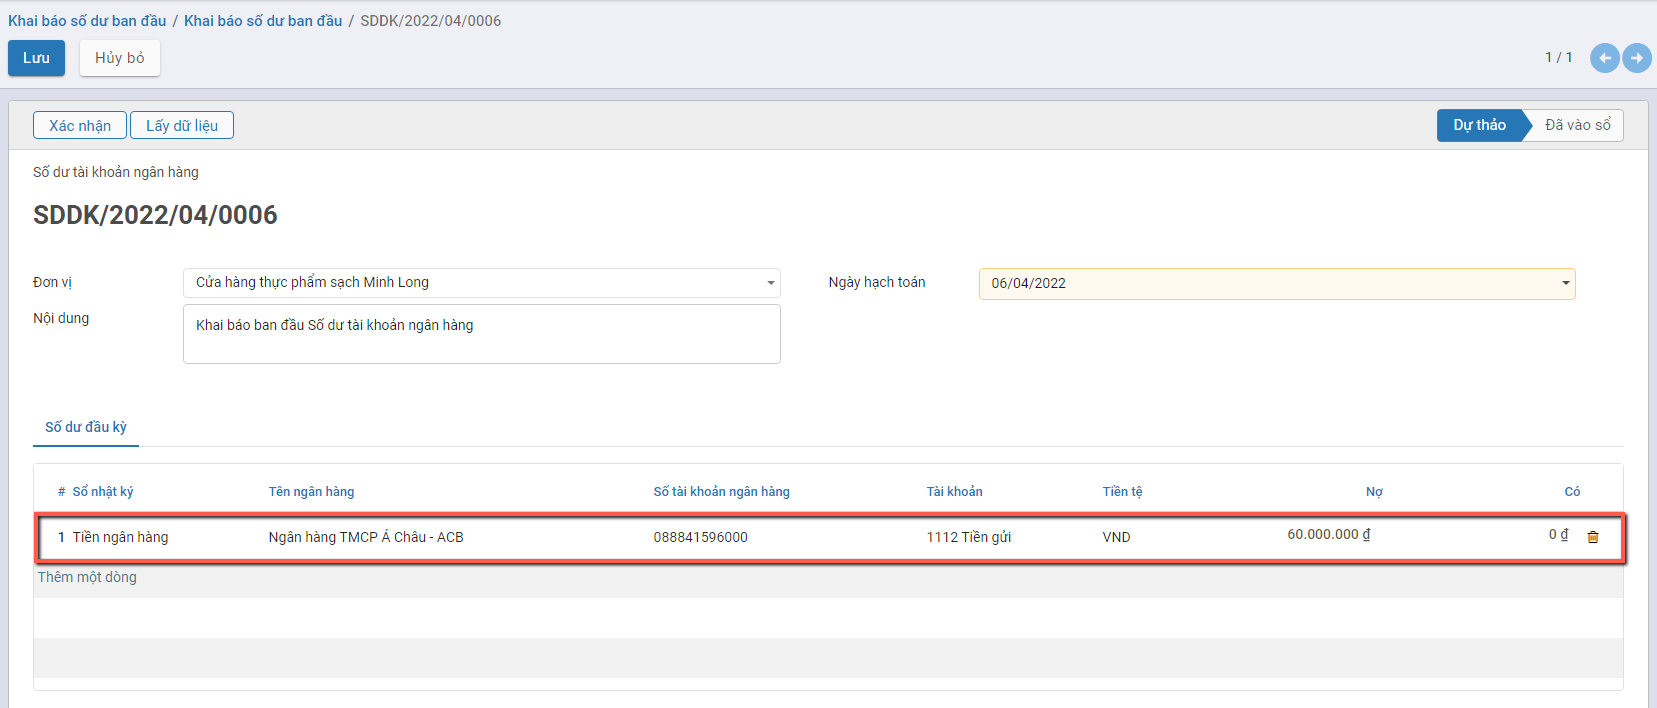 Khai báo số dư ban đầu / Khai báo số dư ban đầu / SDDK/2022/04/0006
Lưu Hủy bỏ 1 / 1
Xác nhận Lấy dữ liệu Dự thảo Đã vào sổ
Số dư tài khoản ngân hàng
SDDK/2022/04/0006
Đơn vị Cửa hàng thực phẩm sạch Minh Long Ngày hạch toán 06/04/2022
Nội dung Khai báo ban đầu Số dư tài khoản ngân hàng
Số dư đầu kỳ
# Sổ nhật ký Tên ngân hàng Số tài khoản ngân hàng Tài khoản Tiền tệ Nợ Có
1 Tiền ngân hàng Ngân hàng TMCP Á Châu - ACB 088841596000 1112 Tiền gửi VND 60.000.000 ₫ 0 ₫
Thêm một dòng